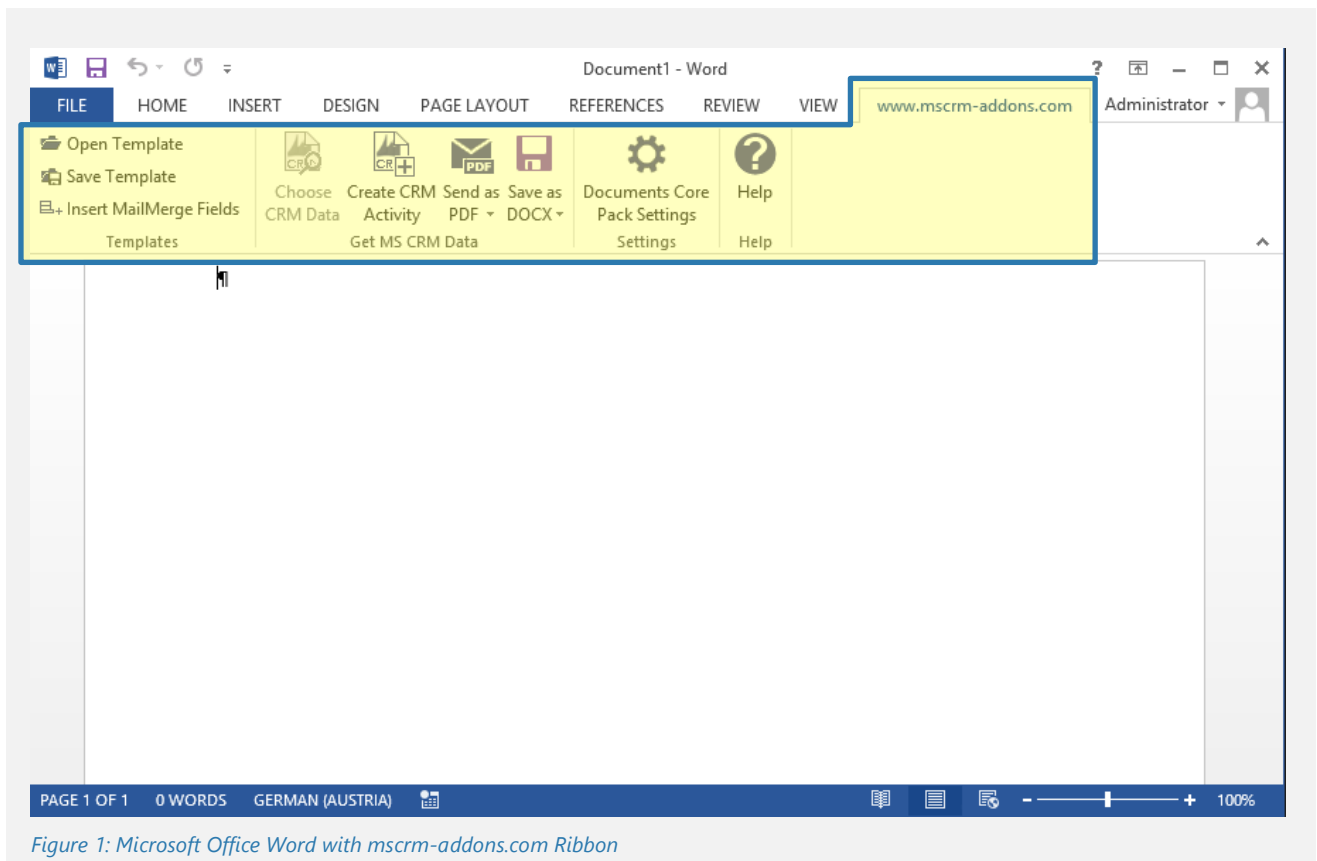 Document1 - Word
?
FILE HOME INSERT DESIGN PAGE LAYOUT REFERENCES REVIEW VIEW www.mscrm-addons.com Administrator
Open Template
Save Template
Insert MailMerge Fields
Templates
Choose CRM Data
Create CRM Activity
PDF
Send as PDF
Save as DOCX
Get MS CRM Data
Documents Core Pack Settings
Settings
?
Help
Help
¶
PAGE 1 OF 1 0 WORDS GERMAN (AUSTRIA) - + 100%
Figure 1: Microsoft Office Word with mscrm-addons.com Ribbon